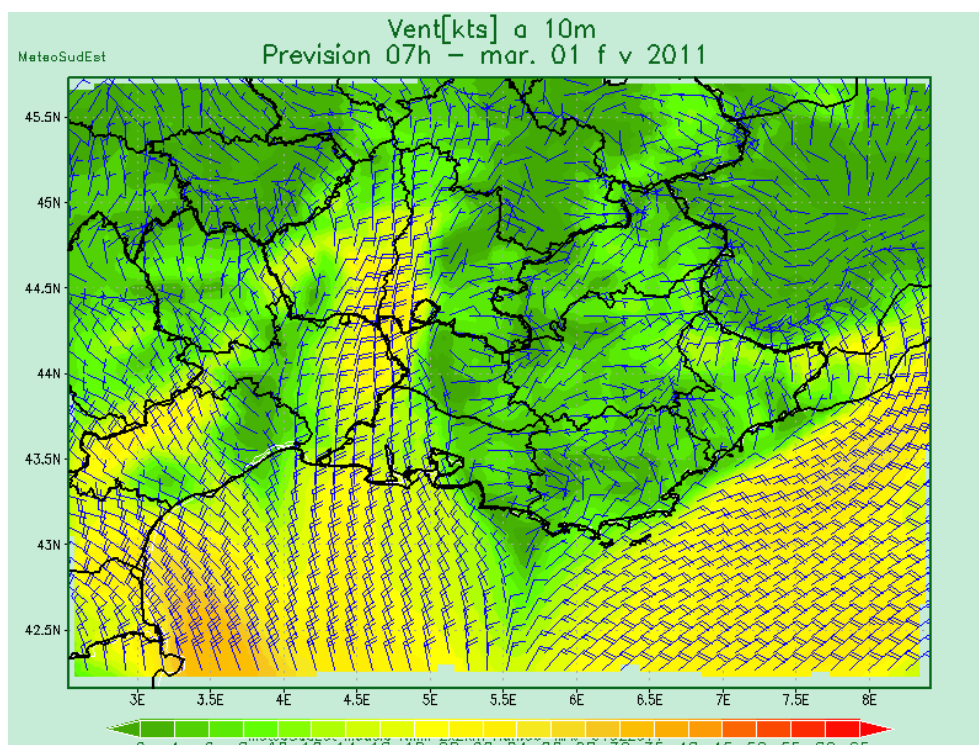 Vent[kts] a 10m
MeteoSudEst
Prevision 07h – mar. 01 f v 2011
45.5N
45N
44.5N
44N
43.5N
43N
42.5N
3E 3.5E 4E 4.5E 5E 5.5E 6E 6.5E 7E 7.5E 8E